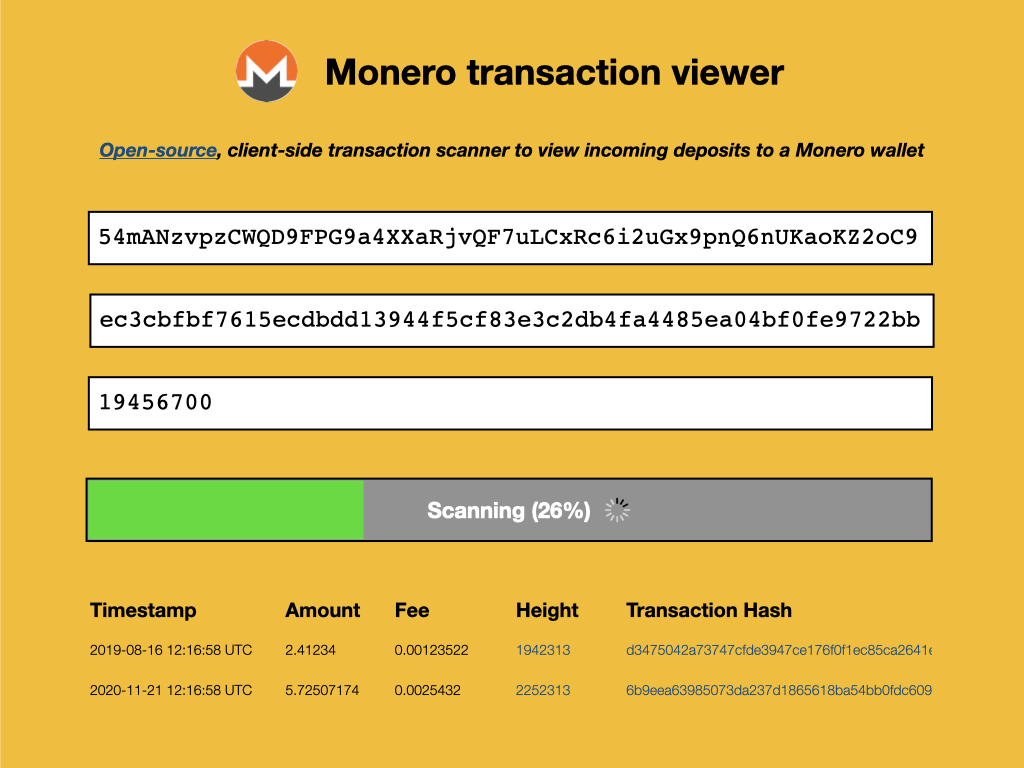 Monero transaction viewer
Open-source, client-side transaction scanner to view incoming deposits to a Monero wallet
54mANzvpzCWQD9FPG9a4XXaRjvQF7uLCxRc6i2uGx9pnQ6nUKaoKZ2oC9
ec3cbfbf7615ecdbdd13944f5cf83e3c2db4fa4485ea04bf0fe9722bb
19456700
Scanning (26%)
Timestamp Amount Fee Height Transaction Hash
2019-08-16 12:16:58 UTC 2.41234 0.00123522 1942313 d3475042a73747cfde3947ce176f0f1ec85ca2641e
2020-11-21 12:16:58 UTC 5.72507174 0.0025432 2252313 6b9eea63985073da237d1865618ba54bb0fdc609